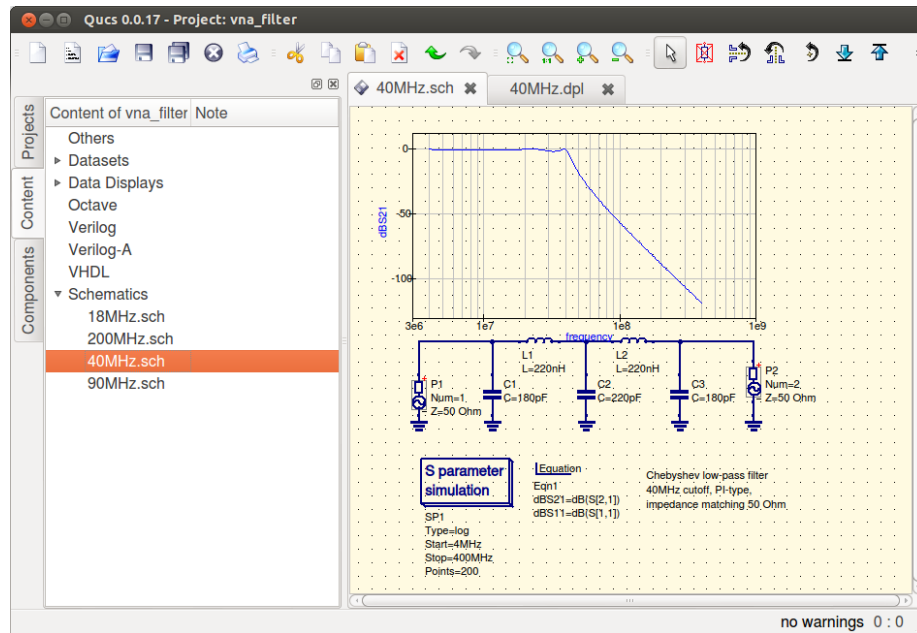 Qucs 0.0.17 - Project: vna_filter
40MHz.sch
40MHz.dpl
Projects
Content
Components
Content of vna_filter
Note
Others
Datasets
Data Displays
Octave
Verilog
Verilog-A
VHDL
Schematics
18MHz.sch
200MHz.sch
40MHz.sch
90MHz.sch
0
-50
-100
dBS21
3e6
1e7
1e8
1e9
frequency
L1
L=220nH
L2
L=220nH
P1
Num=1
Z=50 Ohm
C1
C=180pF
C2
C=220pF
C3
C=180pF
P2
Num=2
Z=50 Ohm
S parameter
simulation
SP1
Type=log
Start=4MHz
Stop=400MHz
Points=200
Equation
Eqn1
dBS21=dB(S[2,1])
dBS11=dB(S[1,1])
Chebyshev low-pass filter
40MHz cutoff, PI-type,
impedance matching 50 Ohm
no warnings 0 : 0